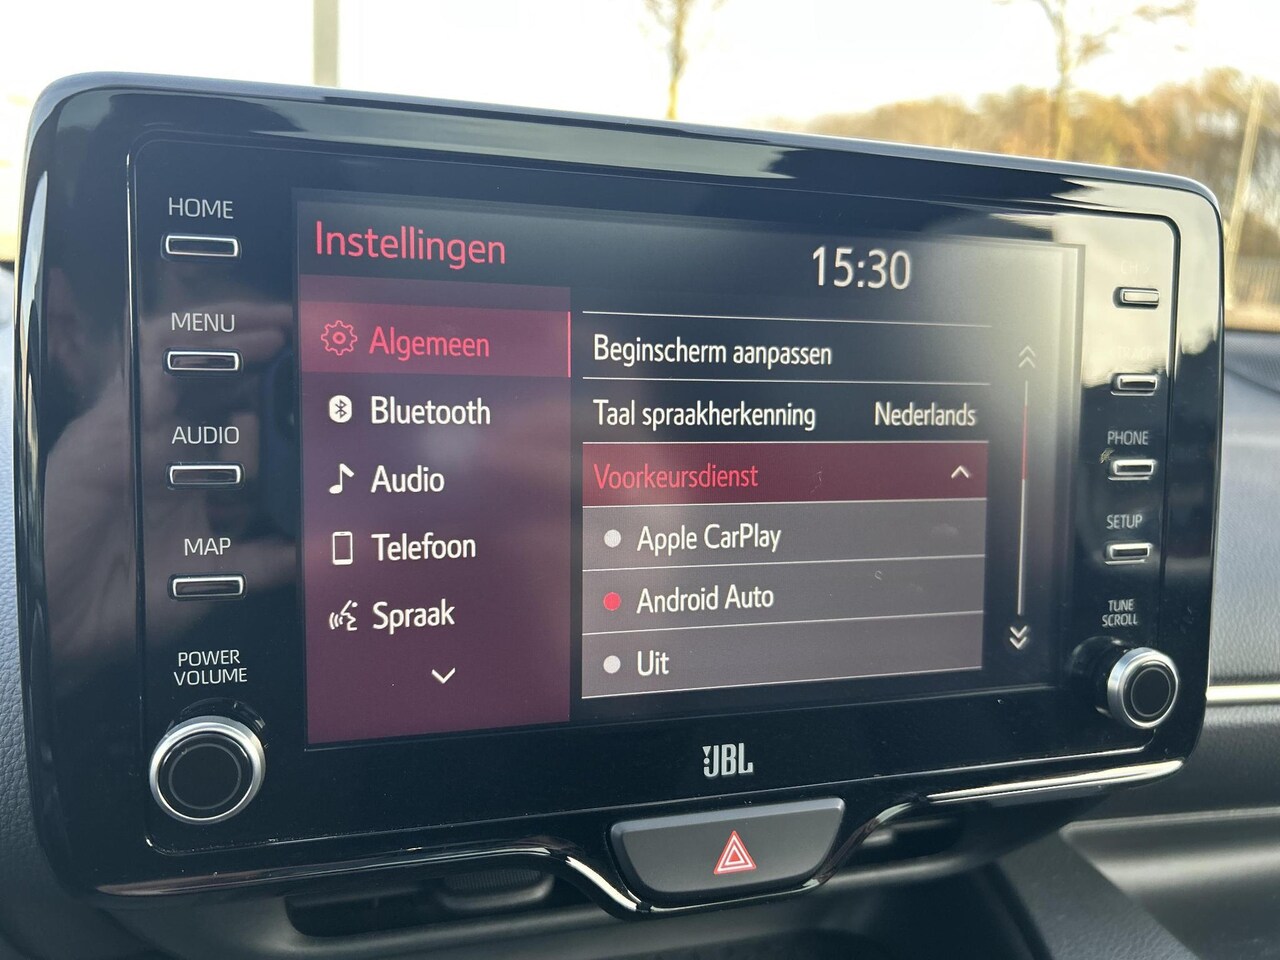 HOME
MENU
AUDIO
MAP
POWER
VOLUME
Instellingen
15:30
Algemeen
Bluetooth
Audio
Telefoon
Spraak
Beginscherm aanpassen
Taal spraakherkenning Nederlands
Voorkeursdienst
Apple CarPlay
Android Auto
Uit
PHONE
SETUP
TUNE
SCROLL
JBL